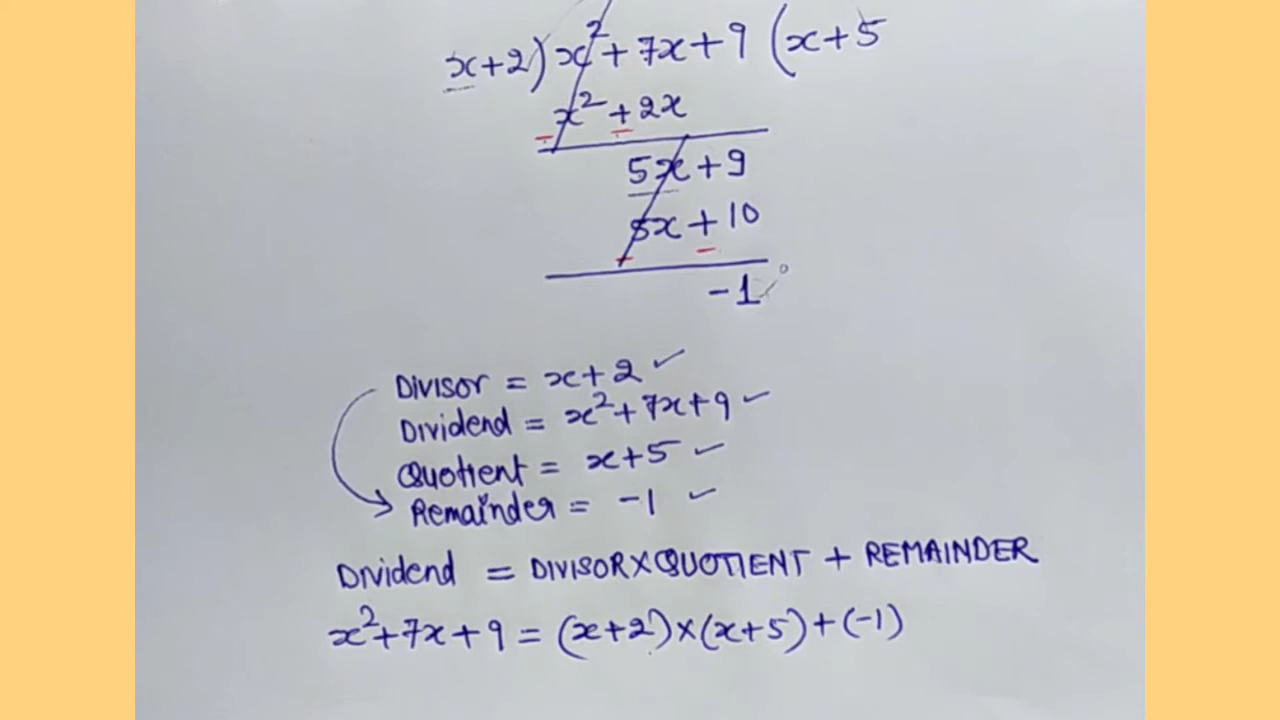 x+2) x²+7x+9 (x+5
x²+2x
- -
5x+9
5x+10
- -
-1
Divisor = x+2 ✓
Dividend = x²+7x+9 ✓
Quotient = x+5 ✓
Remainder = -1 ✓
Dividend = DIVISOR×QUOTIENT + REMAINDER
x²+7x+9 = (x+2)×(x+5)+(-1)